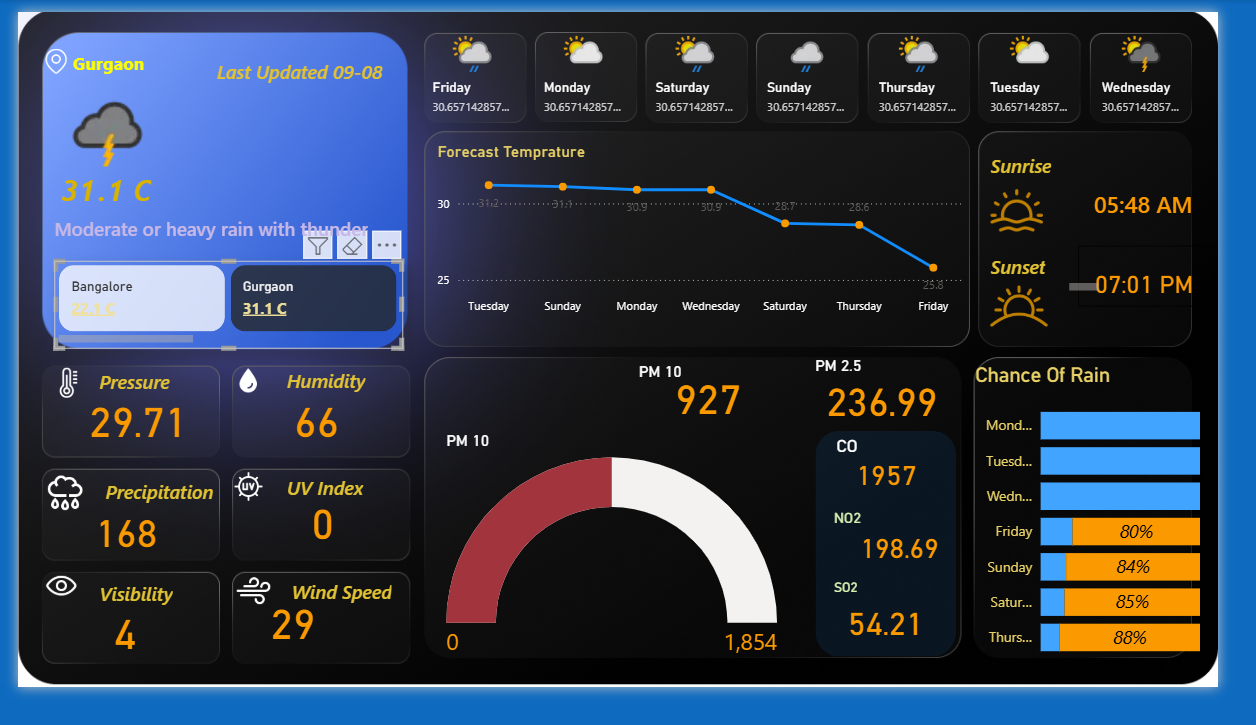 Gurgaon
Last Updated 09-08
31.1 C
Moderate or heavy rain with thunder
Bangalore
22.1 C
Gurgaon
31.1 C
Friday
30.657142857...
Monday
30.657142857...
Saturday
30.657142857...
Sunday
30.657142857...
Thursday
30.657142857...
Tuesday
30.657142857...
Wednesday
30.657142857...
Forecast Temprature
30
25
31.2
31.1
30.9
30.9
28.7
28.6
25.8
Tuesday
Sunday
Monday
Wednesday
Saturday
Thursday
Friday
Sunrise
05:48 AM
Sunset
07:01 PM
Pressure
29.71
Humidity
66
Precipitation
168
UV
UV Index
0
Visibility
4
Wind Speed
29
PM 10
927
PM 2.5
236.99
PM 10
0
1,854
CO
1957
NO2
198.69
SO2
54.21
Chance Of Rain
Mond...
Tuesd...
Wedn...
Friday 80%
Sunday 84%
Satur... 85%
Thurs... 88%